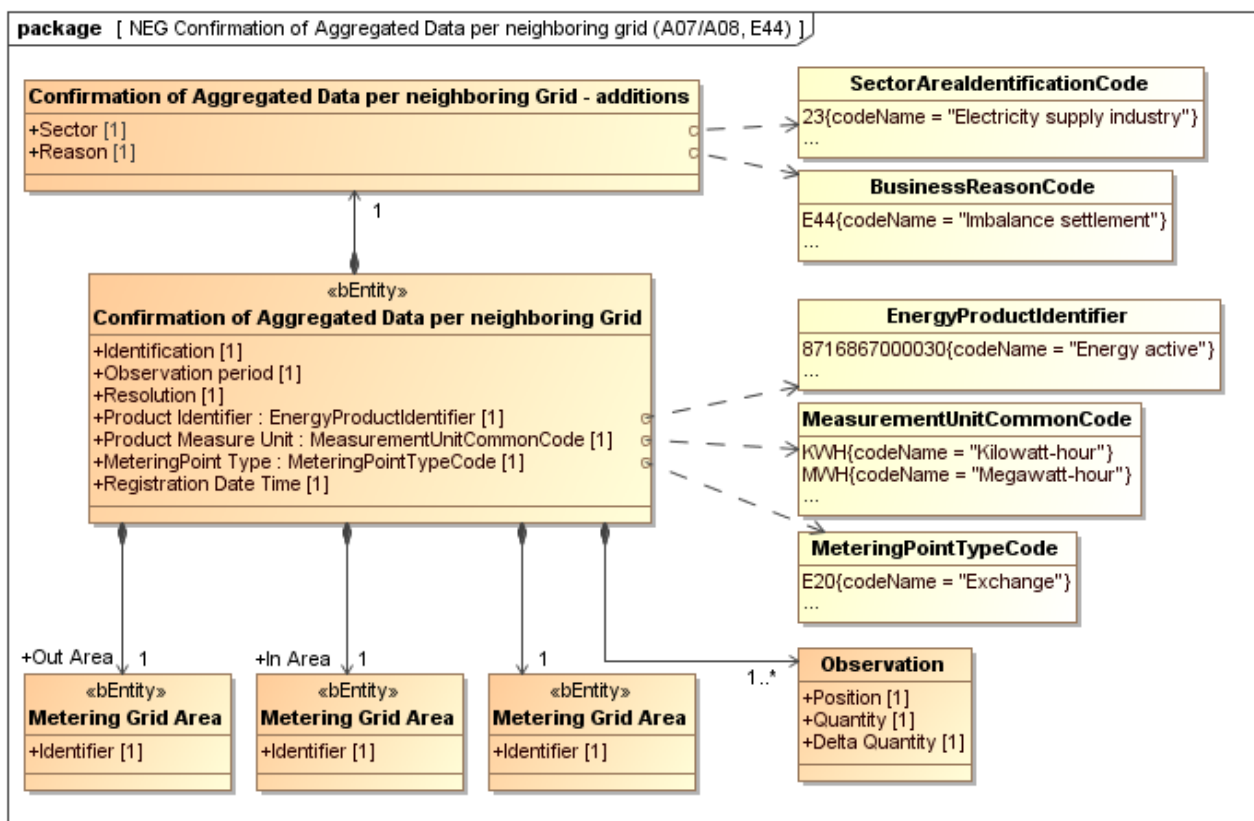 package [ NEG Confirmation of Aggregated Data per neighboring grid (A07/A08, E44) ]
Confirmation of Aggregated Data per neighboring Grid - additions
+Sector [1]
+Reason [1]
SectorAreaIdentificationCode
23{codeName = "Electricity supply industry"}
...
BusinessReasonCode
E44{codeName = "Imbalance settlement"}
...
1
«bEntity»
Confirmation of Aggregated Data per neighboring Grid
+Identification [1]
+Observation period [1]
+Resolution [1]
+Product Identifier : EnergyProductIdentifier [1]
+Product Measure Unit : MeasurementUnitCommonCode [1]
+MeteringPoint Type : MeteringPointTypeCode [1]
+Registration Date Time [1]
EnergyProductIdentifier
8716867000030{codeName = "Energy active"}
...
MeasurementUnitCommonCode
KWH{codeName = "Kilowatt-hour"}
MWH{codeName = "Megawatt-hour"}
...
MeteringPointTypeCode
E20{codeName = "Exchange"}
...
+Out Area 1
+In Area 1
1
1..*
«bEntity»
Metering Grid Area
+Identifier [1]
«bEntity»
Metering Grid Area
+Identifier [1]
«bEntity»
Metering Grid Area
+Identifier [1]
Observation
+Position [1]
+Quantity [1]
+Delta Quantity [1]